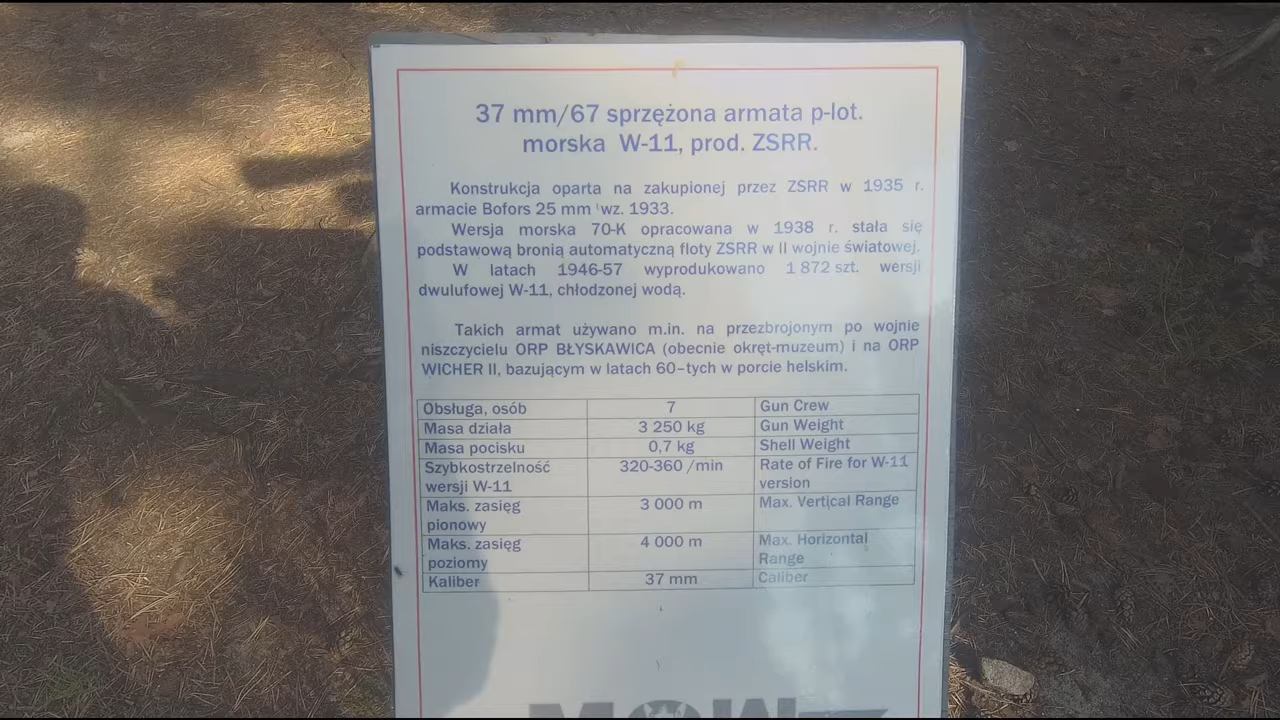 37 mm/67 sprzężona armata p-lot.
morska W-11, prod. ZSRR.
Konstrukcja oparta na zakupionej przez ZSRR w 1935 r.
armacie Bofors 25 mm wz. 1933.
Wersja morska 70-K opracowana w 1938 r. stała się
podstawową bronią automatyczną floty ZSRR w II wojnie światowej.
W latach 1946-57 wyprodukowano 1 872 szt. wersji
dwulufowej W-11, chłodzonej wodą.
Takich armat używano m.in. na przezbrojonym po wojnie
niszczycielu ORP BŁYSKAWICA (obecnie okręt-muzeum) i na ORP
WICHER II, bazującym w latach 60–tych w porcie helskim.
Obsługa, osób 7 Gun Crew
Masa działa 3 250 kg Gun Weight
Masa pocisku 0,7 kg Shell Weight
Szybkostrzelność 320-360 /min Rate of Fire for W-11
wersji W-11 version
Maks. zasięg 3 000 m Max. Vertical Range
pionowy
Maks. zasięg 4 000 m Max. Horizontal
poziomy Range
Kaliber 37 mm Caliber